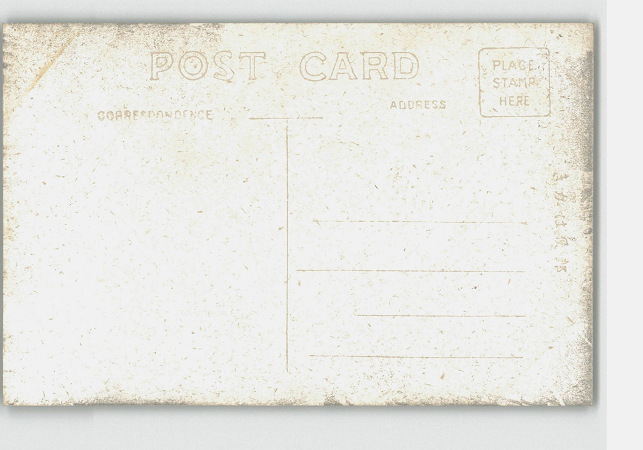 POST CARD
PLACE
STAMP
HERE
CORRESPONDENCE
ADDRESS